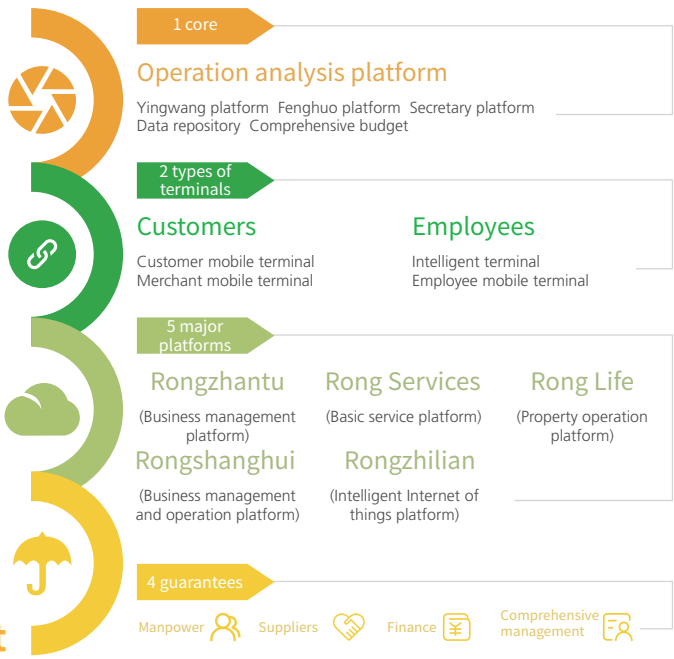 1 core
Operation analysis platform
Yingwang platform Fenghuo platform Secretary platform
Data repository Comprehensive budget
2 types of
terminals
Customers
Customer mobile terminal
Merchant mobile terminal
Employees
Intelligent terminal
Employee mobile terminal
5 major
platforms
Rongzhantu
(Business management
platform)
Rong Services
(Basic service platform)
Rong Life
(Property operation
platform)
Rongshanghui
(Business management
and operation platform)
Rongzhilian
(Intelligent Internet of
things platform)
4 guarantees
Manpower
Suppliers
Finance
¥
Comprehensive
management
t